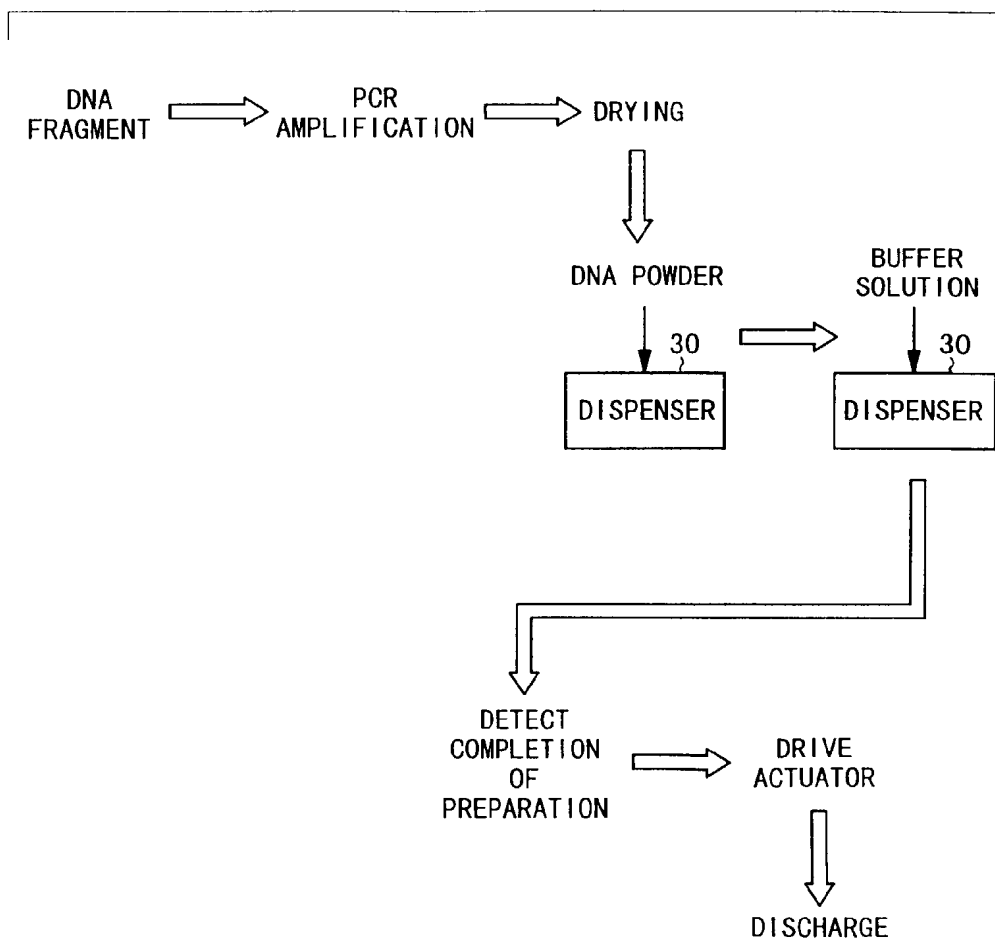 DNA
FRAGMENT
PCR
AMPLIFICATION
DRYING
DNA POWDER
BUFFER
SOLUTION
30
DISPENSER
30
DISPENSER
DETECT
COMPLETION
OF
PREPARATION
DRIVE
ACTUATOR
DISCHARGE